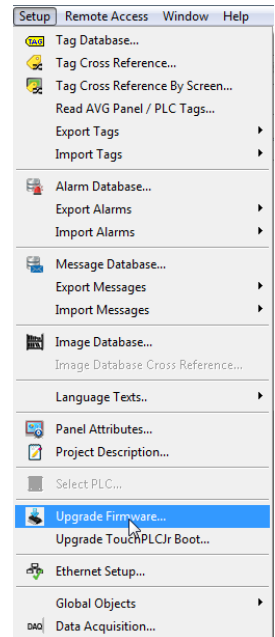 Setup Remote Access Window Help
TAG Tag Database...
Tag Cross Reference...
Tag Cross Reference By Screen...
Read AVG Panel / PLC Tags...
Export Tags
Import Tags
Alarm Database...
Export Alarms
Import Alarms
Message Database...
Export Messages
Import Messages
Image Database...
Image Database Cross Reference...
Language Texts..
Panel Attributes...
Project Description...
Select PLC...
Upgrade Firmware...
Upgrade TouchPLCJr Boot...
Ethernet Setup...
Global Objects
DAQ Data Acquisition...